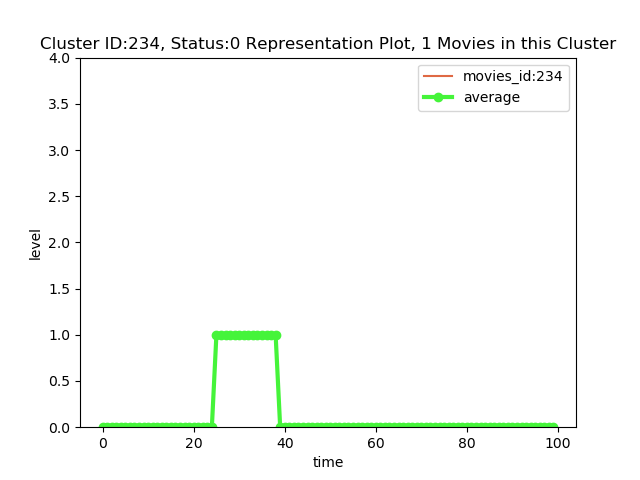 Cluster ID:234, Status:0 Representation Plot, 1 Movies in this Cluster
movies_id:234
average
4.0
3.5
3.0
2.5
2.0
1.5
1.0
0.5
0.0
level
0 20 40 60 80 100
time